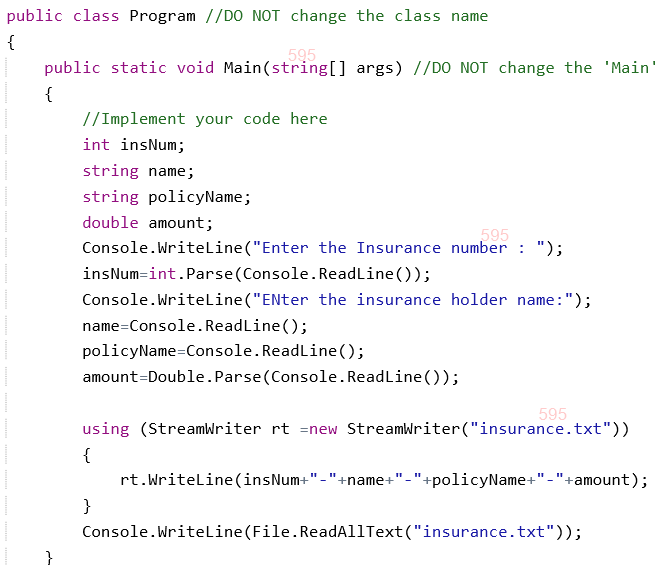 public class Program //DO NOT change the class name
{
595
public static void Main(string[] args) //DO NOT change the 'Main'
{
//Implement your code here
int insNum;
string name;
string policyName;
double amount;
595
Console.WriteLine("Enter the Insurance number : ");
insNum=int.Parse(Console.ReadLine());
Console.WriteLine("ENter the insurance holder name:");
name=Console.ReadLine();
policyName=Console.ReadLine();
amount=Double.Parse(Console.ReadLine());
595
using (StreamWriter rt =new StreamWriter("insurance.txt"))
{
rt.WriteLine(insNum+"-"+name+"-"+policyName+"-"+amount);
}
Console.WriteLine(File.ReadAllText("insurance.txt"));
}